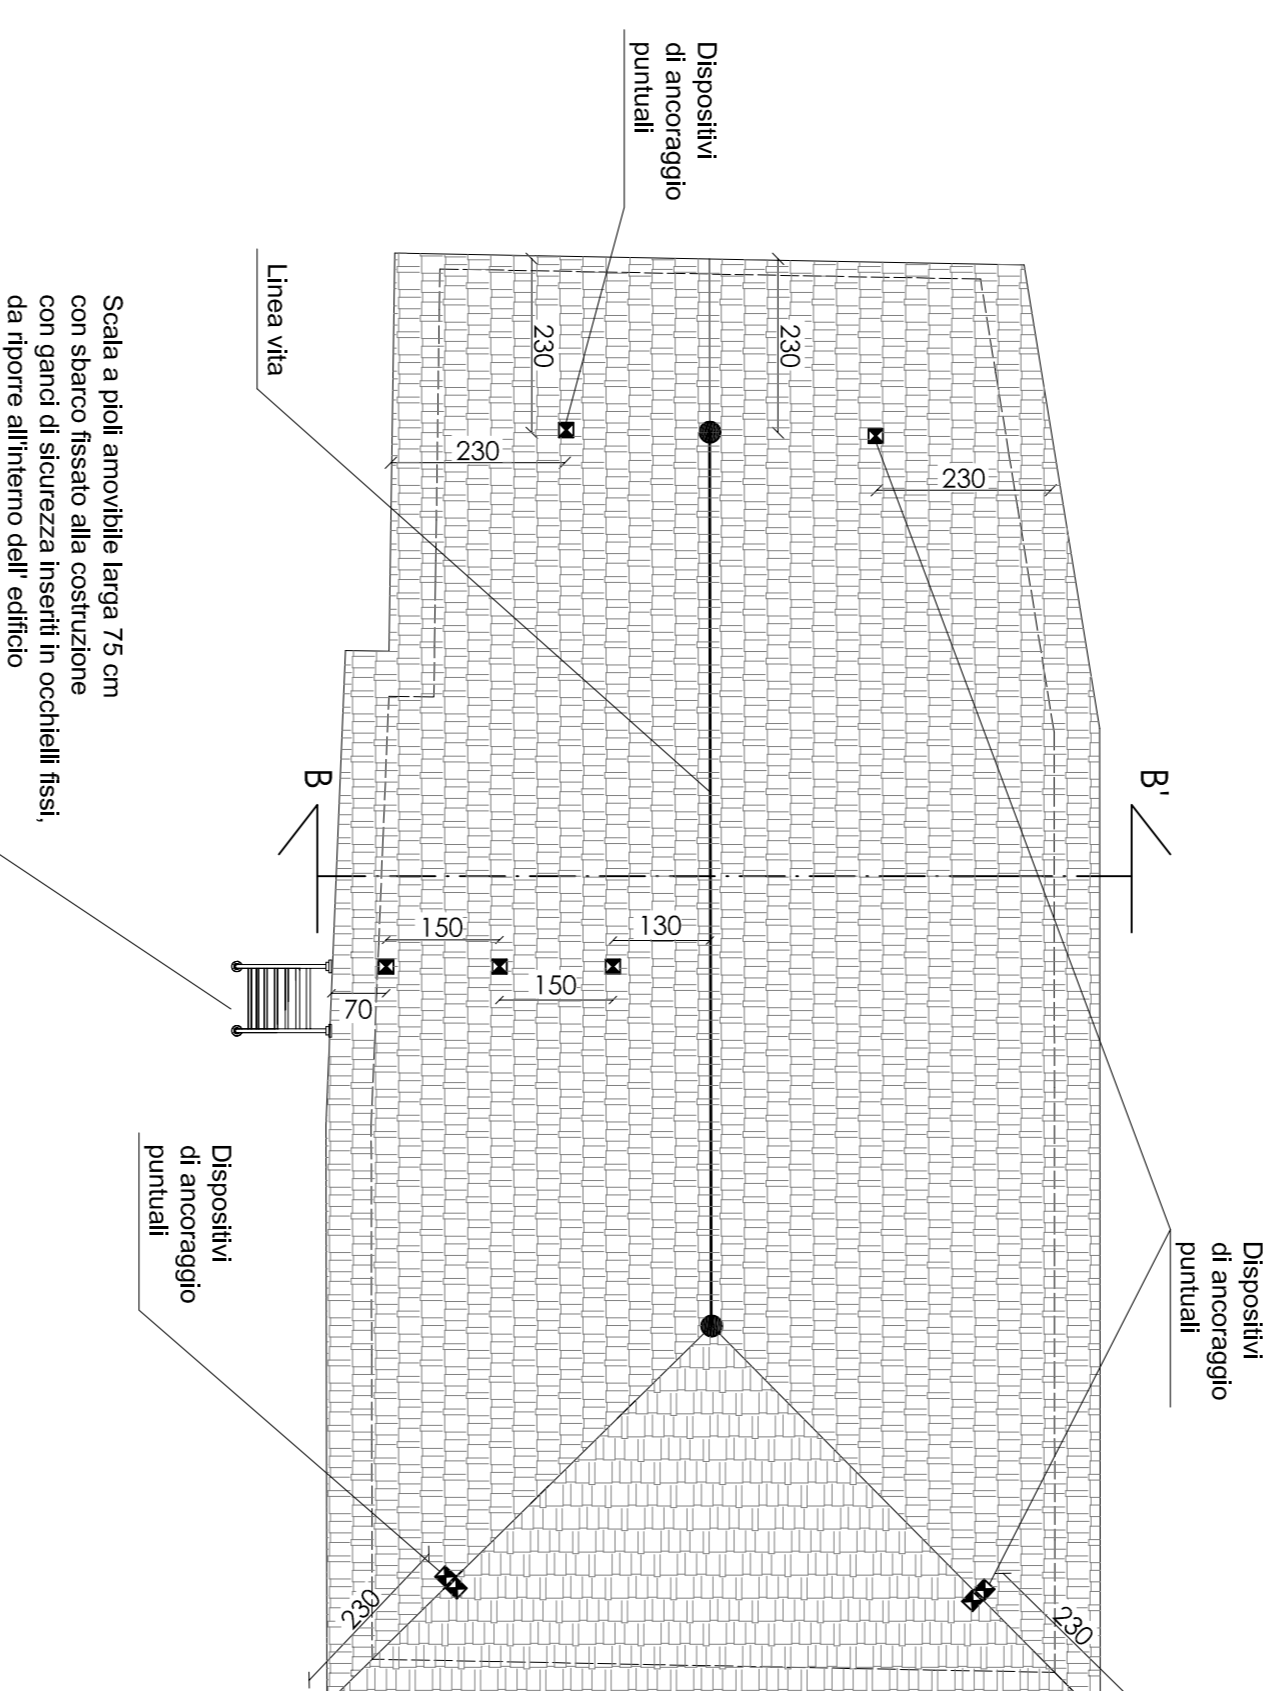 Dispositivi
di ancoraggio
puntuali
Linea vita
Scala a pioli amovibile larga 75 cm
con sbarco fissato alla costruzione
con ganci di sicurezza inseriti in occhielli fissi,
da riporre all'interno dell' edificio
230
230
230
230
B
B'
150
130
150
70
Dispositivi
di ancoraggio
puntuali
Dispositivi
di ancoraggio
puntuali
230
230